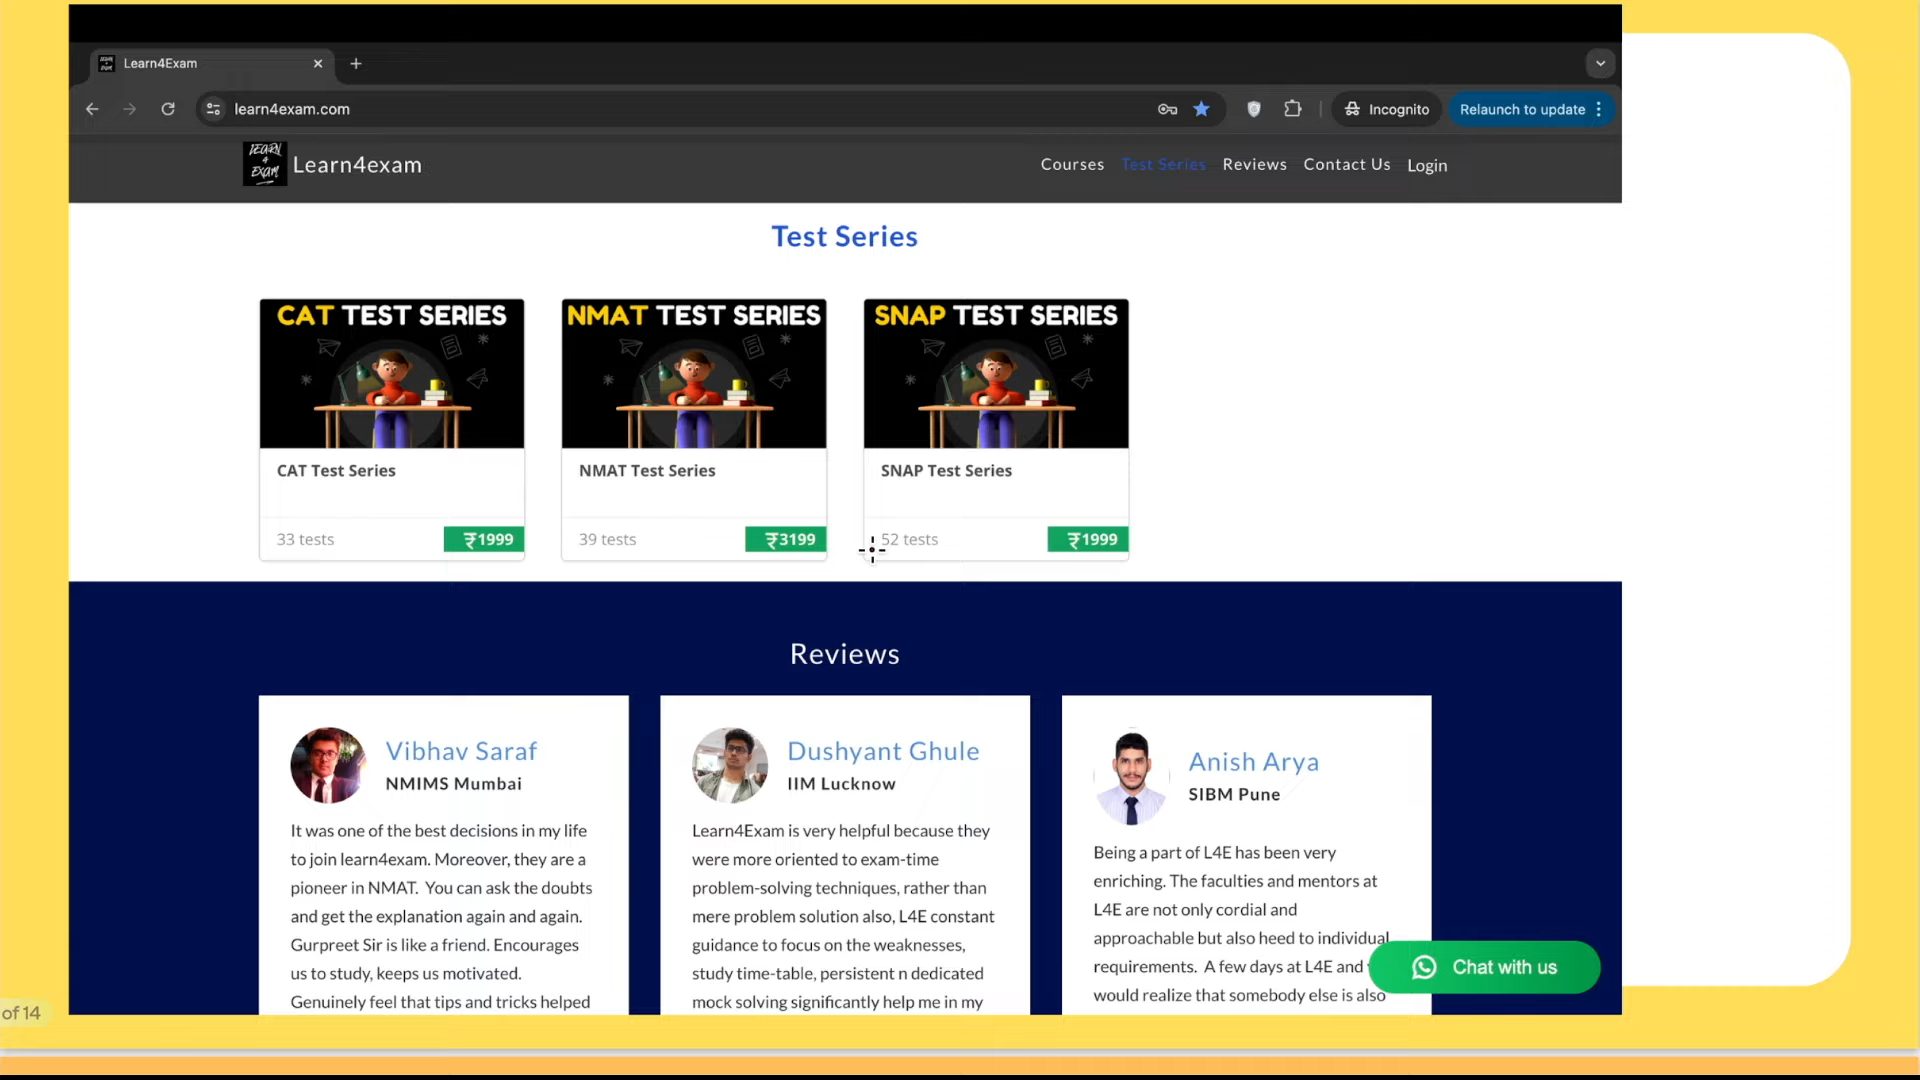 Learn4Exam
learn4exam.com
Incognito
Relaunch to update
LEARN
4
EXAM
Learn4exam
Courses
Test Series
Reviews
Contact Us
Login
Test Series
CAT TEST SERIES
CAT Test Series
33 tests
₹1999
NMAT TEST SERIES
NMAT Test Series
39 tests
₹3199
SNAP TEST SERIES
SNAP Test Series
52 tests
₹1999
Reviews
Vibhav Saraf
NMIMS Mumbai
It was one of the best decisions in my life
to join learn4exam. Moreover, they are a
pioneer in NMAT. You can ask the doubts
and get the explanation again and again.
Gurpreet Sir is like a friend. Encourages
us to study, keeps us motivated.
Genuinely feel that tips and tricks helped
Dushyant Ghule
IIM Lucknow
Learn4Exam is very helpful because they
were more oriented to exam-time
problem-solving techniques, rather than
mere problem solution also, L4E constant
guidance to focus on the weaknesses,
study time-table, persistent n dedicated
mock solving significantly help me in my
Anish Arya
SIBM Pune
Being a part of L4E has been very
enriching. The faculties and mentors at
L4E are not only cordial and
approachable but also heed to individual
requirements. A few days at L4E and
would realize that somebody else is also
Chat with us
of 14